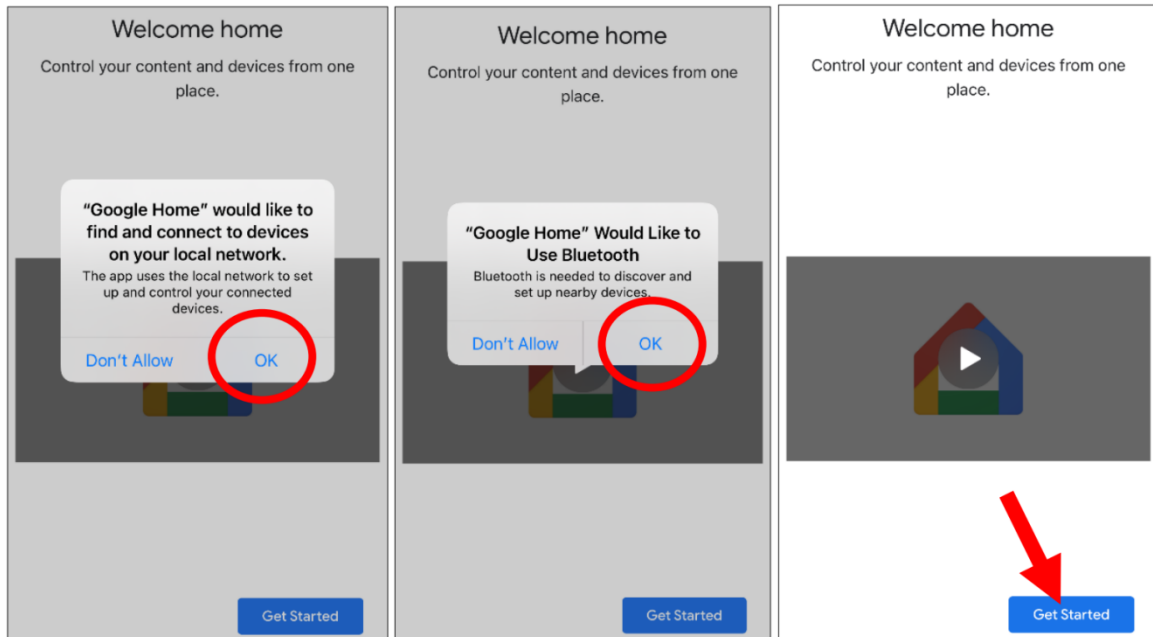 Welcome home
Control your content and devices from one
place.
“Google Home” would like to
find and connect to devices
on your local network.
The app uses the local network to set
up and control your connected
devices.
Don’t Allow
OK
Get Started
Welcome home
Control your content and devices from one
place.
“Google Home” Would Like to
Use Bluetooth
Bluetooth is needed to discover and
set up nearby devices.
Don’t Allow
OK
Get Started
Welcome home
Control your content and devices from one
place.
Get Started